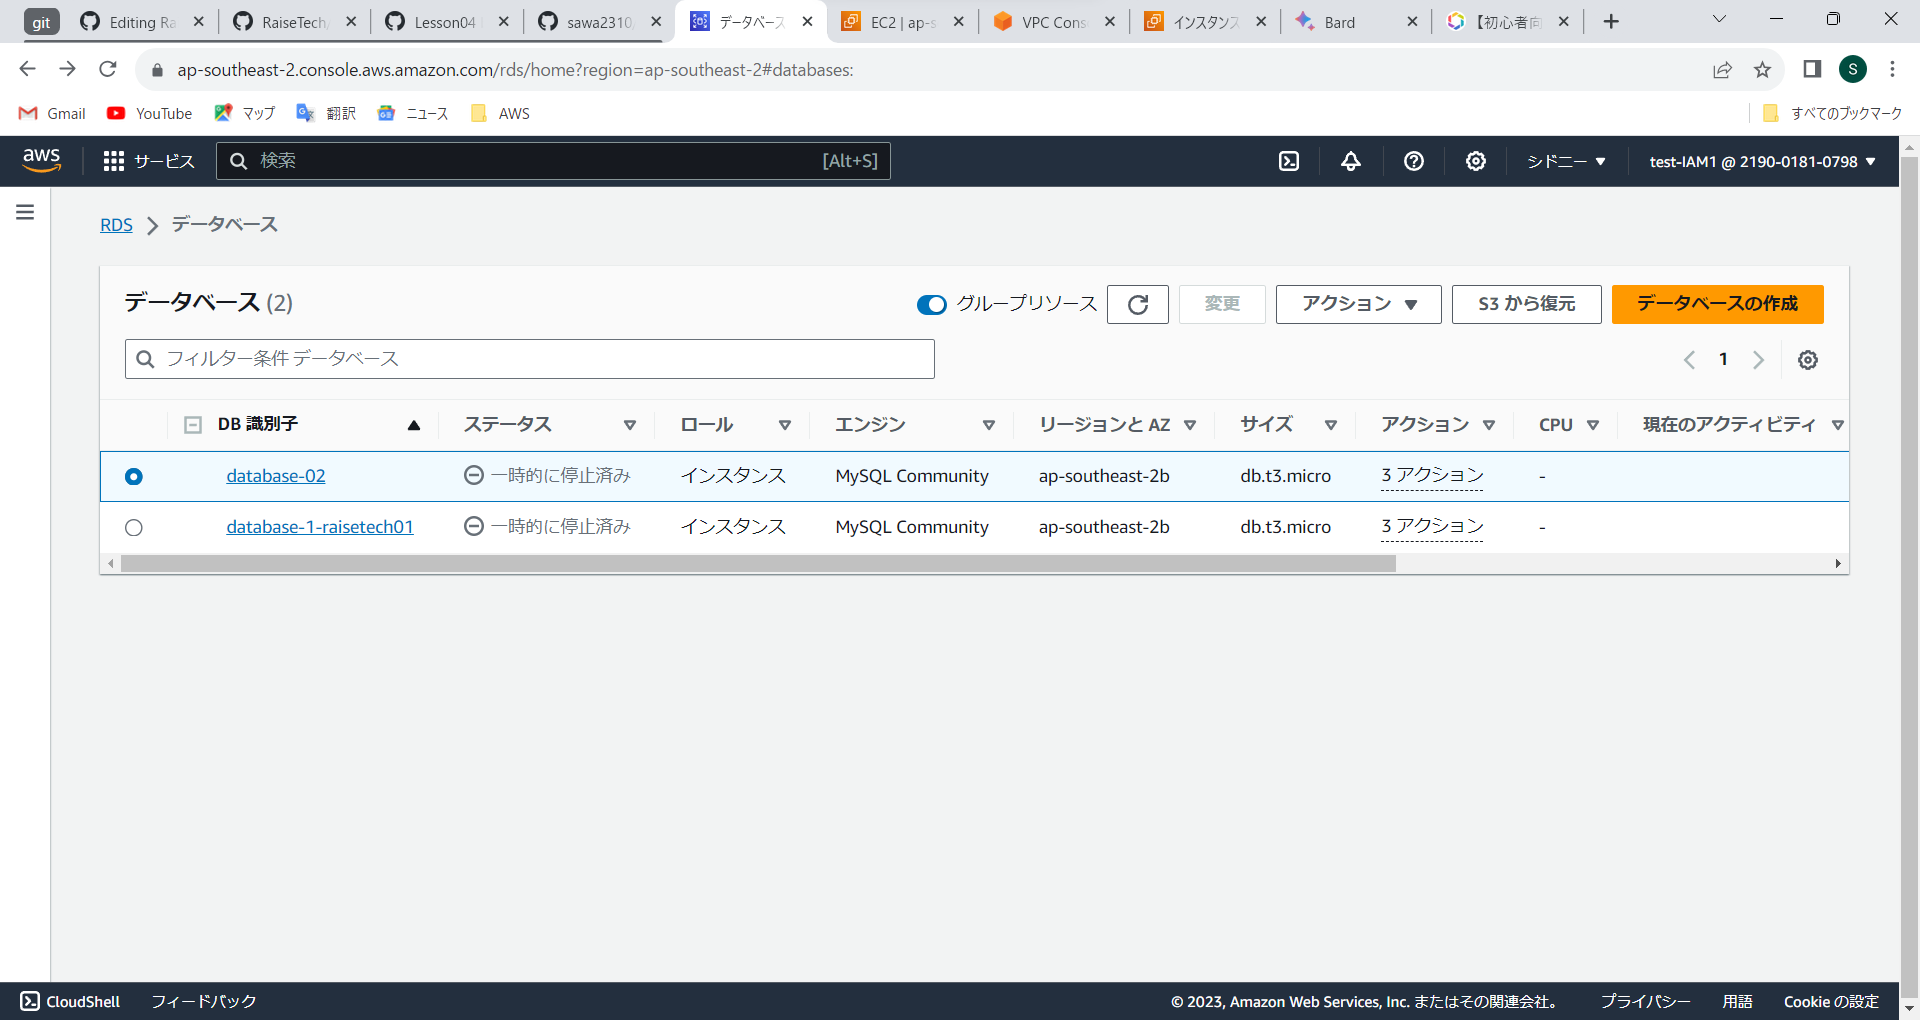 git Editing Ra RaiseTech/ Lesson04 sawa2310/ データベース EC2 | ap-s VPC Cons インスタンス Bard 【初心者向
ap-southeast-2.console.aws.amazon.com/rds/home?region=ap-southeast-2#databases: S
Gmail YouTube マップ 翻訳 ニュース AWS すべてのブックマーク
aws サービス 検索 [Alt+S] シドニー test-IAM1 @ 2190-0181-0798
RDS データベース
データベース (2) グループリソース 変更 アクション S3 から復元 データベースの作成
フィルター条件 データベース 1
DB 識別子 ステータス ロール エンジン リージョンと AZ サイズ アクション CPU 現在のアクティビティ
database-02 一時的に停止済み インスタンス MySQL Community ap-southeast-2b db.t3.micro 3 アクション -
database-1-raisetech01 一時的に停止済み インスタンス MySQL Community ap-southeast-2b db.t3.micro 3 アクション -
CloudShell フィードバック © 2023, Amazon Web Services, Inc. またはその関連会社。 プライバシー 用語 Cookie の設定